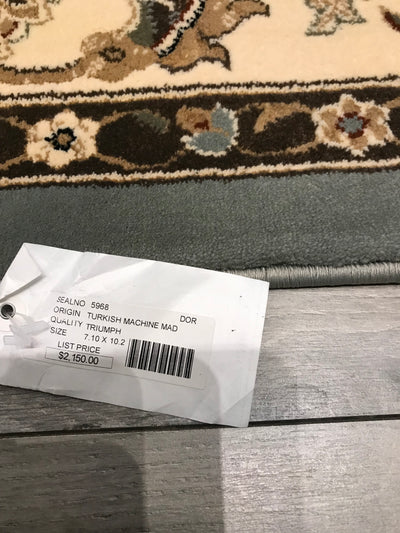 SEALNO 5968
ORIGIN TURKISH MACHINE MAD DOR
QUALITY TRIUMPH
SIZE 7.10 X 10.2
LIST PRICE
$2,150.00